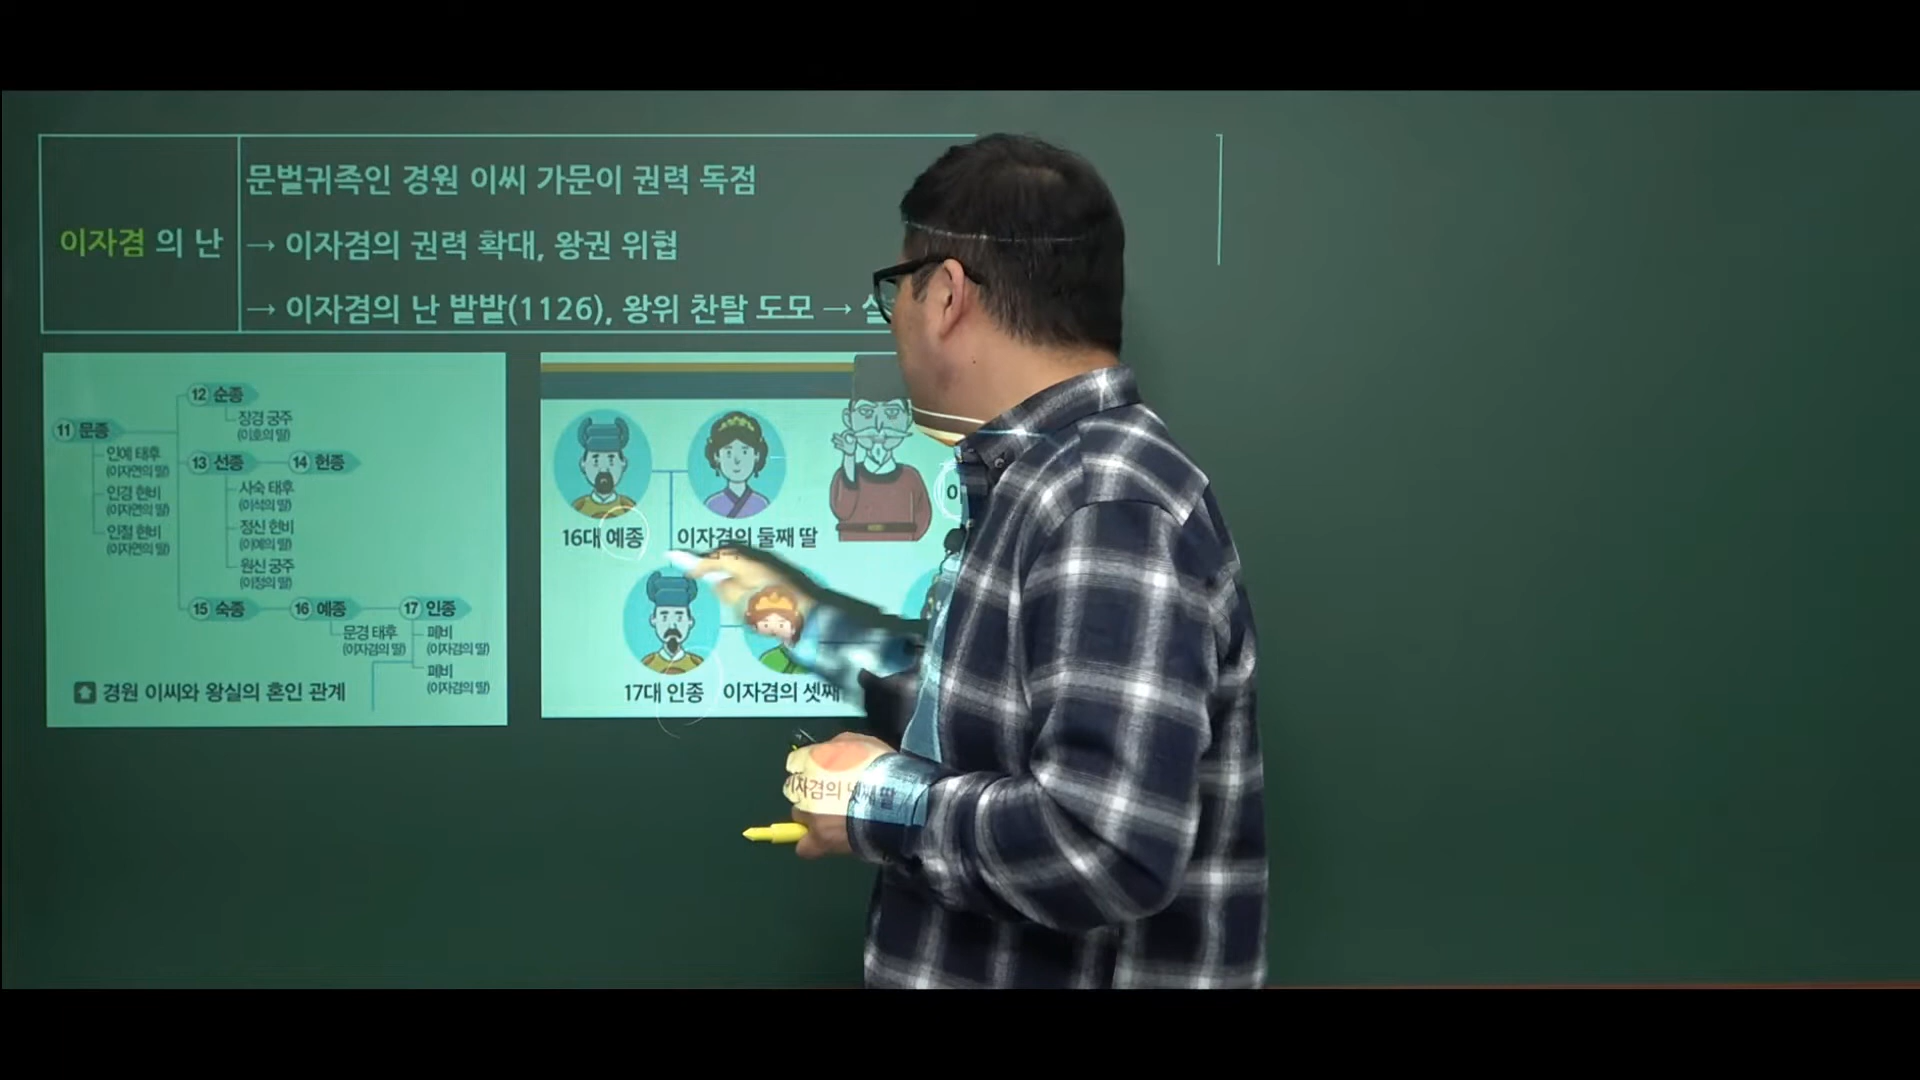 이자겸 의 난
문벌귀족인 경원 이씨 가문이 권력 독점
→ 이자겸의 권력 확대, 왕권 위협
→ 이자겸의 난 발발(1126), 왕위 찬탈 도모 →
11 문종
인예 태후
(이자연의 딸)
인경 현비
(이자연의 딸)
인절 현비
(이자연의 딸)
12 순종
장경 궁주
(이호의 딸)
13 선종
14 헌종
사숙 태후
(이석의 딸)
정신 현비
(이예의 딸)
원신 궁주
(이정의 딸)
15 숙종
16 예종
17 인종
문경 태후
(이자겸의 딸)
폐비
(이자겸의 딸)
폐비
(이자겸의 딸)
경원 이씨와 왕실의 혼인 관계
16대 예종
이자겸의 둘째 딸
17대 인종
이자겸의 셋째
이자겸의 넷째 딸